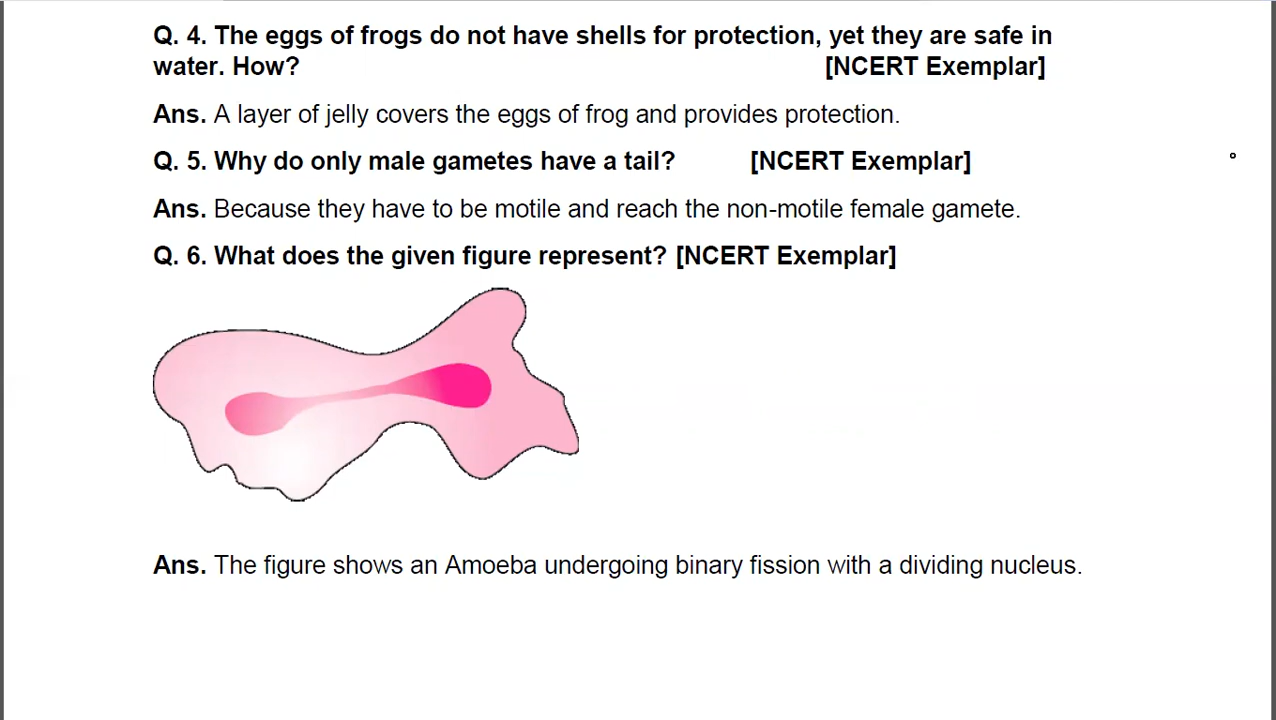 Q. 4. The eggs of frogs do not have shells for protection, yet they are safe in
water. How? [NCERT Exemplar]
Ans. A layer of jelly covers the eggs of frog and provides protection.
Q. 5. Why do only male gametes have a tail? [NCERT Exemplar]
Ans. Because they have to be motile and reach the non-motile female gamete.
Q. 6. What does the given figure represent? [NCERT Exemplar]
Ans. The figure shows an Amoeba undergoing binary fission with a dividing nucleus.